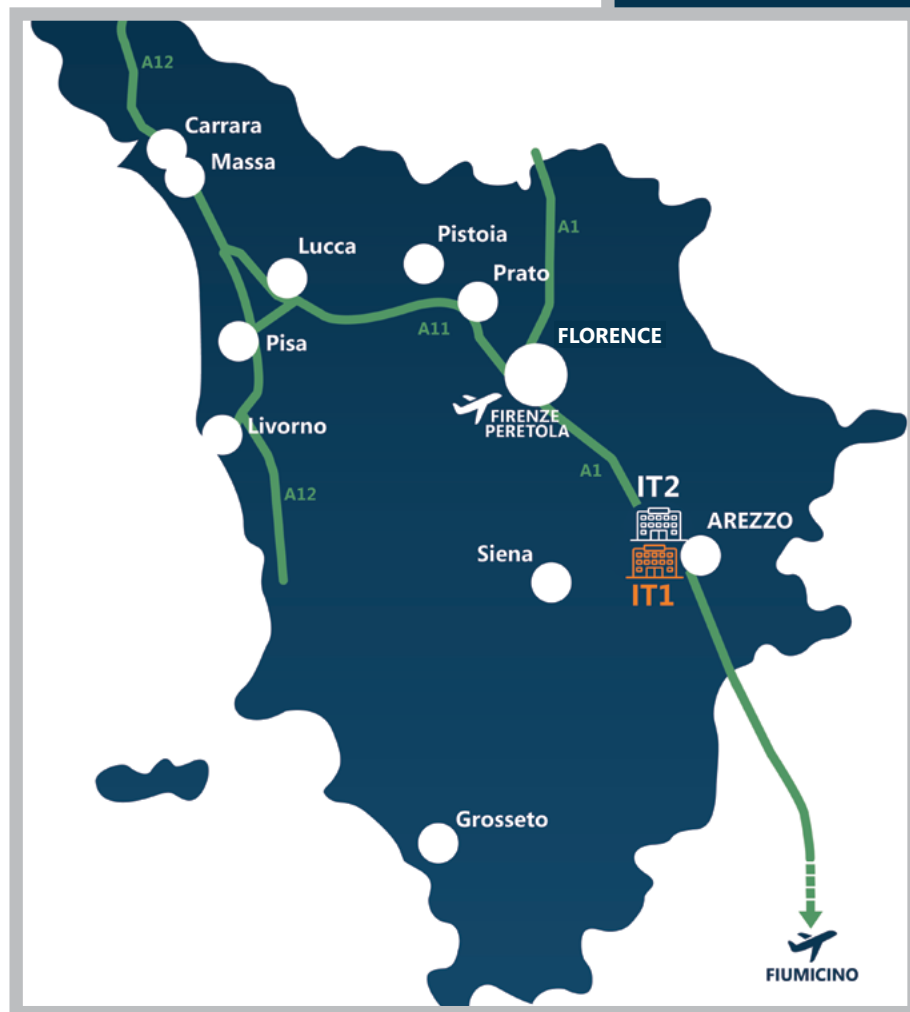 A12
Carrara
Massa
Pistoia
A1
Lucca
Prato
A11
FLORENCE
Pisa
FIRENZE
PERETOLA
Livorno
A1
IT2
A12
AREZZO
Siena
IT1
Grosseto
FIUMICINO